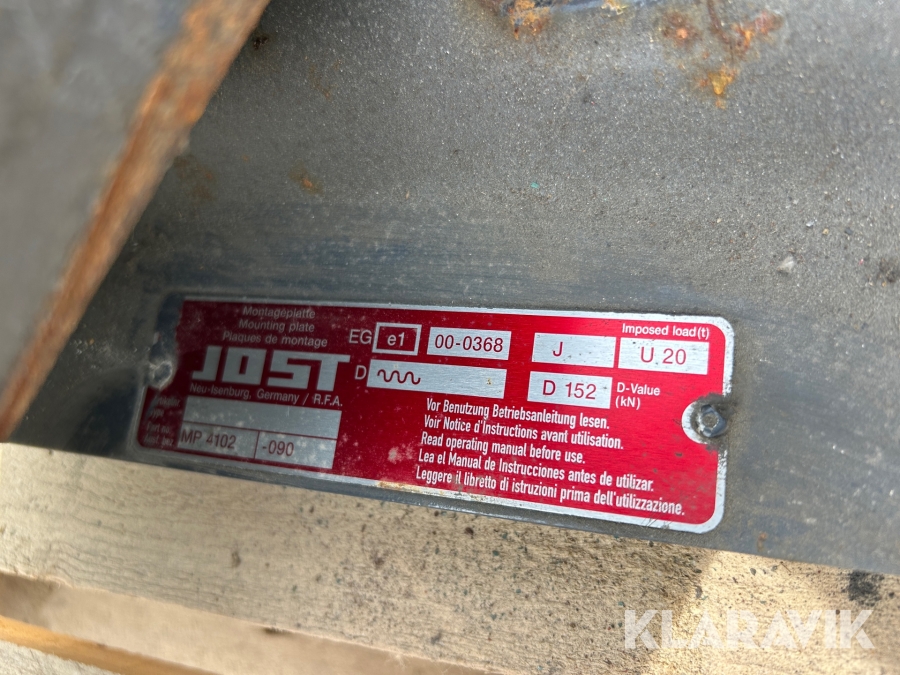 Montageplatte
Mounting plate
Plaques de montage
JOST
Neu-Isenburg, Germany / R.F.A.
MP 4102 -090
EG e1 00-0368 J
D
D 152
Imposed load (t)
U. 20
D-Value
(kN)
Vor Benutzung Betriebsanleitung lesen.
Voir Notice d'Instructions avant utilisation.
Read operating manual before use.
Lea el Manual de Instrucciones antes de utilizar.
Leggere il libretto di istruzioni prima dell'utilizzazione.
KLARAVIK